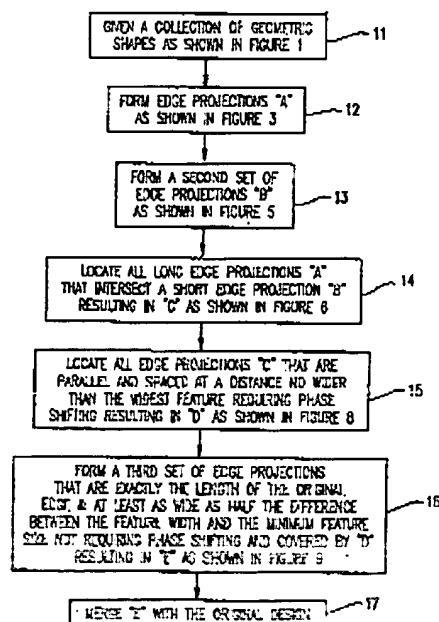 GIVEN A COLLECTION OF GEOMETRIC
SHAPES AS SHOWN IN FIGURE 1
11
FORM EDGE PROJECTIONS "A"
AS SHOWN IN FIGURE 3
12
FORM A SECOND SET OF
EDGE PROJECTIONS "B"
AS SHOWN IN FIGURE 5
13
LOCATE ALL LONG EDGE PROJECTIONS "A"
THAT INTERSECT A SHORT EDGE PROJECTION "B"
RESULTING IN "C" AS SHOWN IN FIGURE 6
14
LOCATE ALL EDGE PROJECTIONS "C" THAT ARE
PARALLEL AND SPACED AT A DISTANCE NO WIDER
THAN THE WIDEST FEATURE REQUIRING PHASE
SHIFTING RESULTING IN "D" AS SHOWN IN FIGURE 8
15
FORM A THIRD SET OF EDGE PROJECTIONS
THAT ARE EXACTLY THE LENGTH OF THE ORIGINAL
EDGE & AT LEAST AS WIDE AS HALF THE DIFFERENCE
BETWEEN THE FEATURE WIDTH AND THE MINIMUM FEATURE
SIZE NOT REQUIRING PHASE SHIFTING AND COVERED BY "D"
RESULTING IN "E" AS SHOWN IN FIGURE 9
16
MERGE "E" WITH THE ORIGINAL DESIGN
17